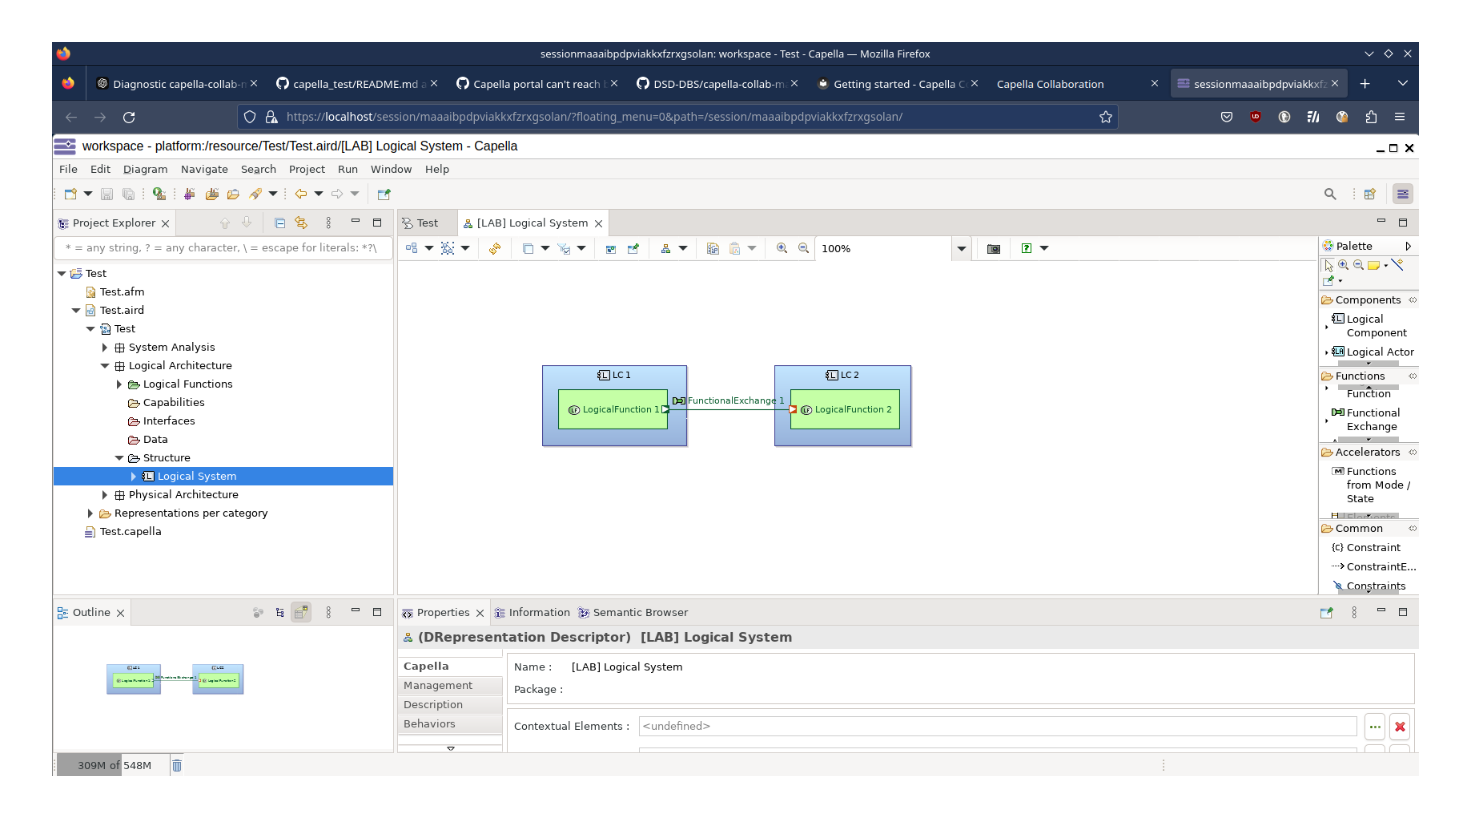 sessionmaaaibpdpviakkxfzrxgsolan: workspace - Test - Capella — Mozilla Firefox
Diagnostic capella-collab-
capella_test/README.md
Capella portal can't reach
DSD-DBS/capella-collab-m
Getting started - Capella C
Capella Collaboration
sessionmaaaibpdpviakkxfz
https://localhost/session/maaaibpdpviakkxfzrxgsolan/?floating_menu=0&path=/session/maaaibpdpviakkxfzrxgsolan/
workspace - platform:/resource/Test/Test.aird/[LAB] Logical System - Capella
File Edit Diagram Navigate Search Project Run Window Help
Project Explorer
* = any string, ? = any character, \ = escape for literals: *?\
Test
Test.afm
Test.aird
Test
System Analysis
Logical Architecture
Logical Functions
Capabilities
Interfaces
Data
Structure
Logical System
Physical Architecture
Representations per category
Test.capella
Test
[LAB] Logical System
100%
LC 1
LogicalFunction 1
FunctionalExchange 1
LC 2
LogicalFunction 2
Palette
Components
Logical
Component
Logical Actor
Functions
Function
Functional
Exchange
Accelerators
Functions
from Mode /
State
Common
Constraint
ConstraintE...
Constraints
Outline
Properties
Information
Semantic Browser
(DRepresentation Descriptor) [LAB] Logical System
Capella
Management
Description
Behaviors
Name : [LAB] Logical System
Package :
Contextual Elements : <undefined>
309M of 548M